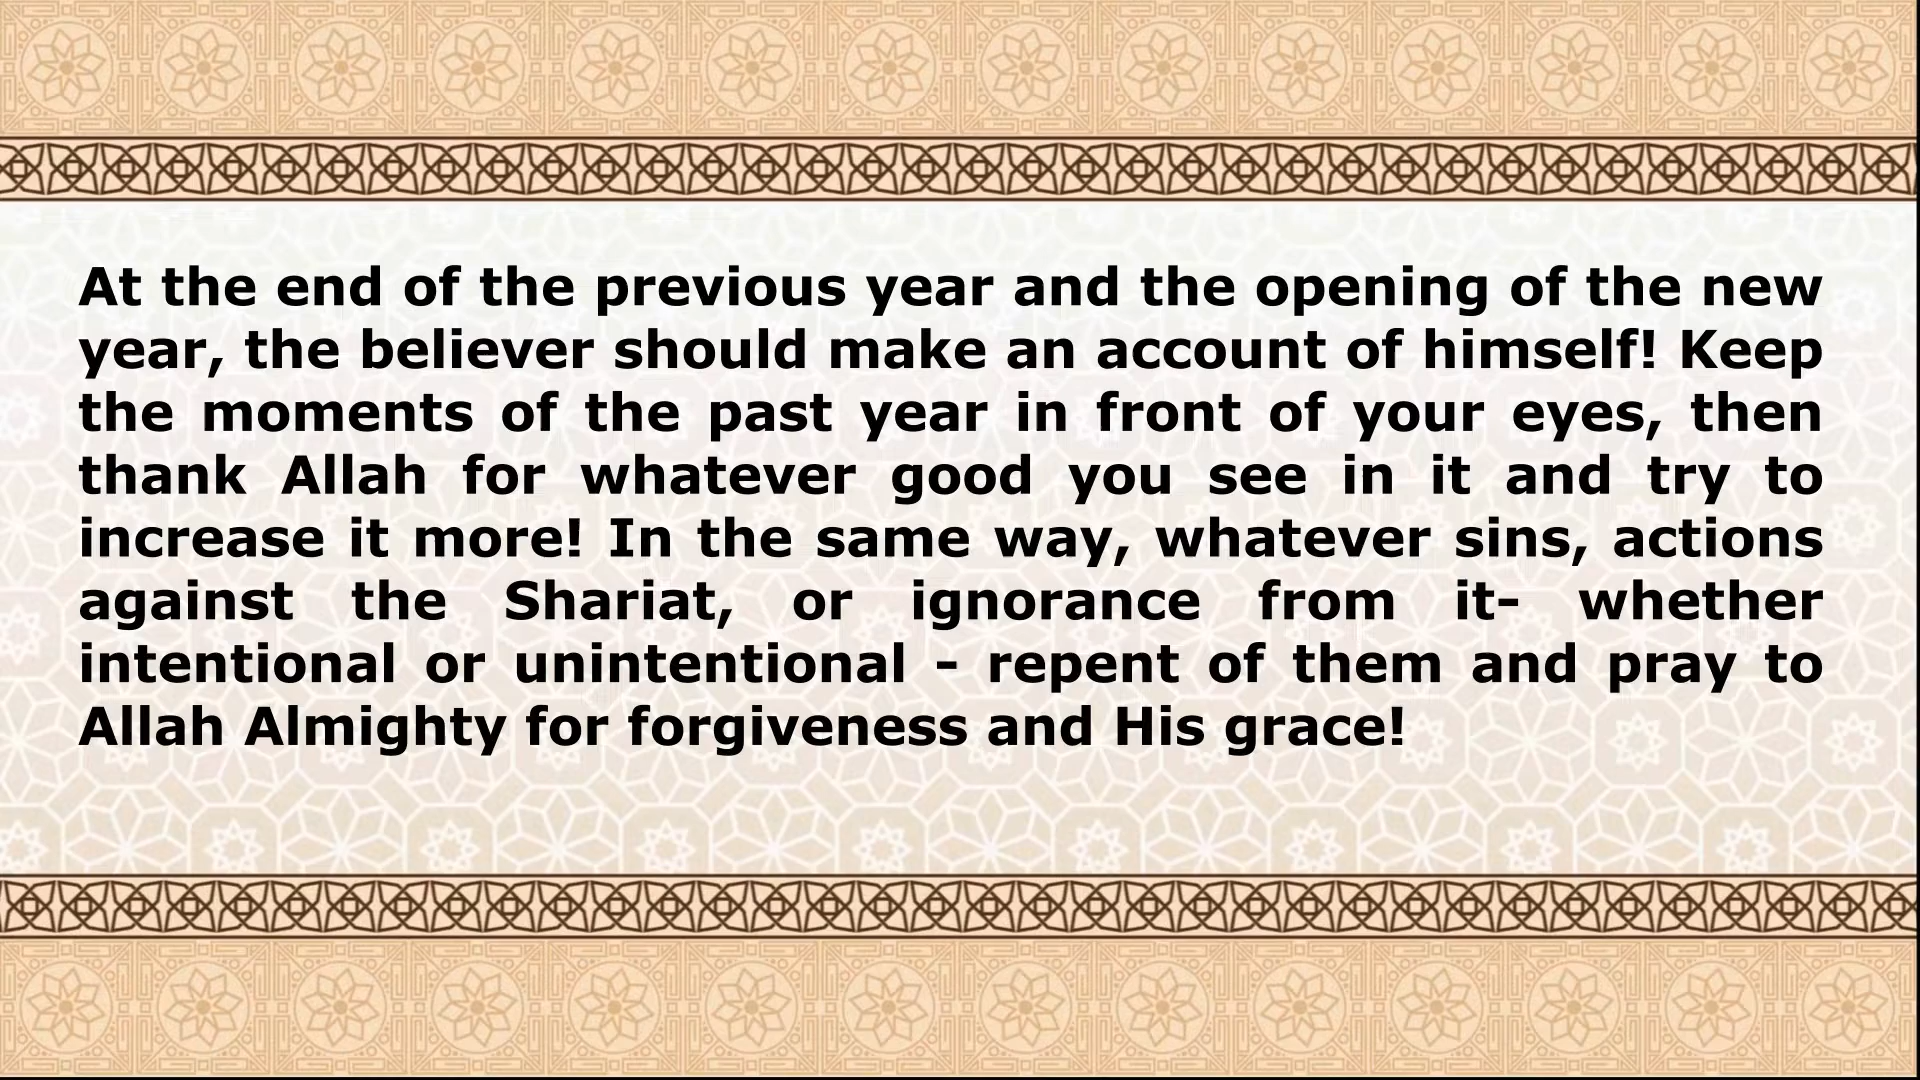 At the end of the previous year and the opening of the new
year, the believer should make an account of himself! Keep
the moments of the past year in front of your eyes, then
thank Allah for whatever good you see in it and try to
increase it more! In the same way, whatever sins, actions
against the Shariat, or ignorance from it- whether
intentional or unintentional - repent of them and pray to
Allah Almighty for forgiveness and His grace!